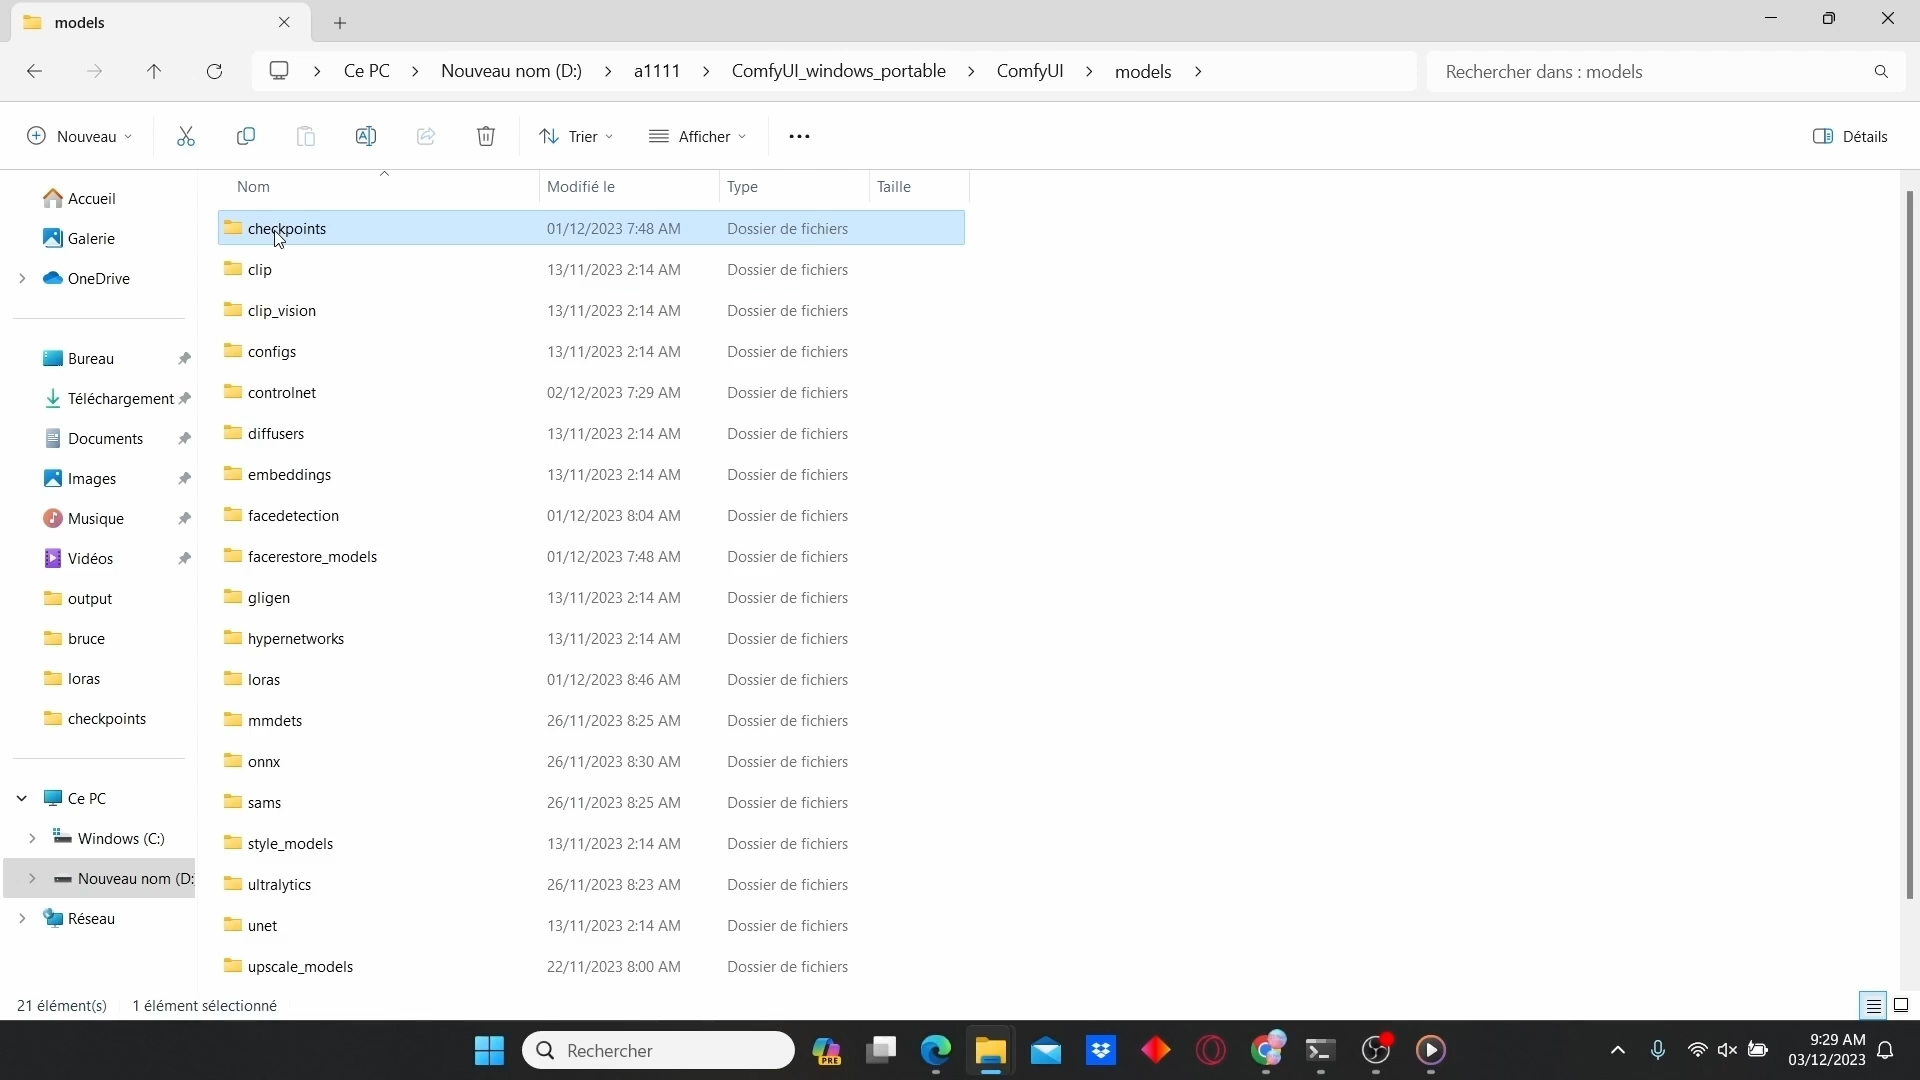 models
Ce PC
Nouveau nom (D:)
a1111
ComfyUI_windows_portable
ComfyUI
models
Rechercher dans : models
Nouveau
Trier
Afficher
Détails
Accueil
Galerie
OneDrive
Bureau
Téléchargement
Documents
Images
Musique
Vidéos
output
bruce
loras
checkpoints
Ce PC
Windows (C:)
Nouveau nom (D:
Réseau
Nom Modifié le Type Taille
checkpoints 01/12/2023 7:48 AM Dossier de fichiers
clip 13/11/2023 2:14 AM Dossier de fichiers
clip_vision 13/11/2023 2:14 AM Dossier de fichiers
configs 13/11/2023 2:14 AM Dossier de fichiers
controlnet 02/12/2023 7:29 AM Dossier de fichiers
diffusers 13/11/2023 2:14 AM Dossier de fichiers
embeddings 13/11/2023 2:14 AM Dossier de fichiers
facedetection 01/12/2023 8:04 AM Dossier de fichiers
facerestore_models 01/12/2023 7:48 AM Dossier de fichiers
gligen 13/11/2023 2:14 AM Dossier de fichiers
hypernetworks 13/11/2023 2:14 AM Dossier de fichiers
loras 01/12/2023 8:46 AM Dossier de fichiers
mmdets 26/11/2023 8:25 AM Dossier de fichiers
onnx 26/11/2023 8:30 AM Dossier de fichiers
sams 26/11/2023 8:25 AM Dossier de fichiers
style_models 13/11/2023 2:14 AM Dossier de fichiers
ultralytics 26/11/2023 8:23 AM Dossier de fichiers
unet 13/11/2023 2:14 AM Dossier de fichiers
upscale_models 22/11/2023 8:00 AM Dossier de fichiers
21 élément(s) 1 élément sélectionné
Rechercher
PRE
9:29 AM
03/12/2023